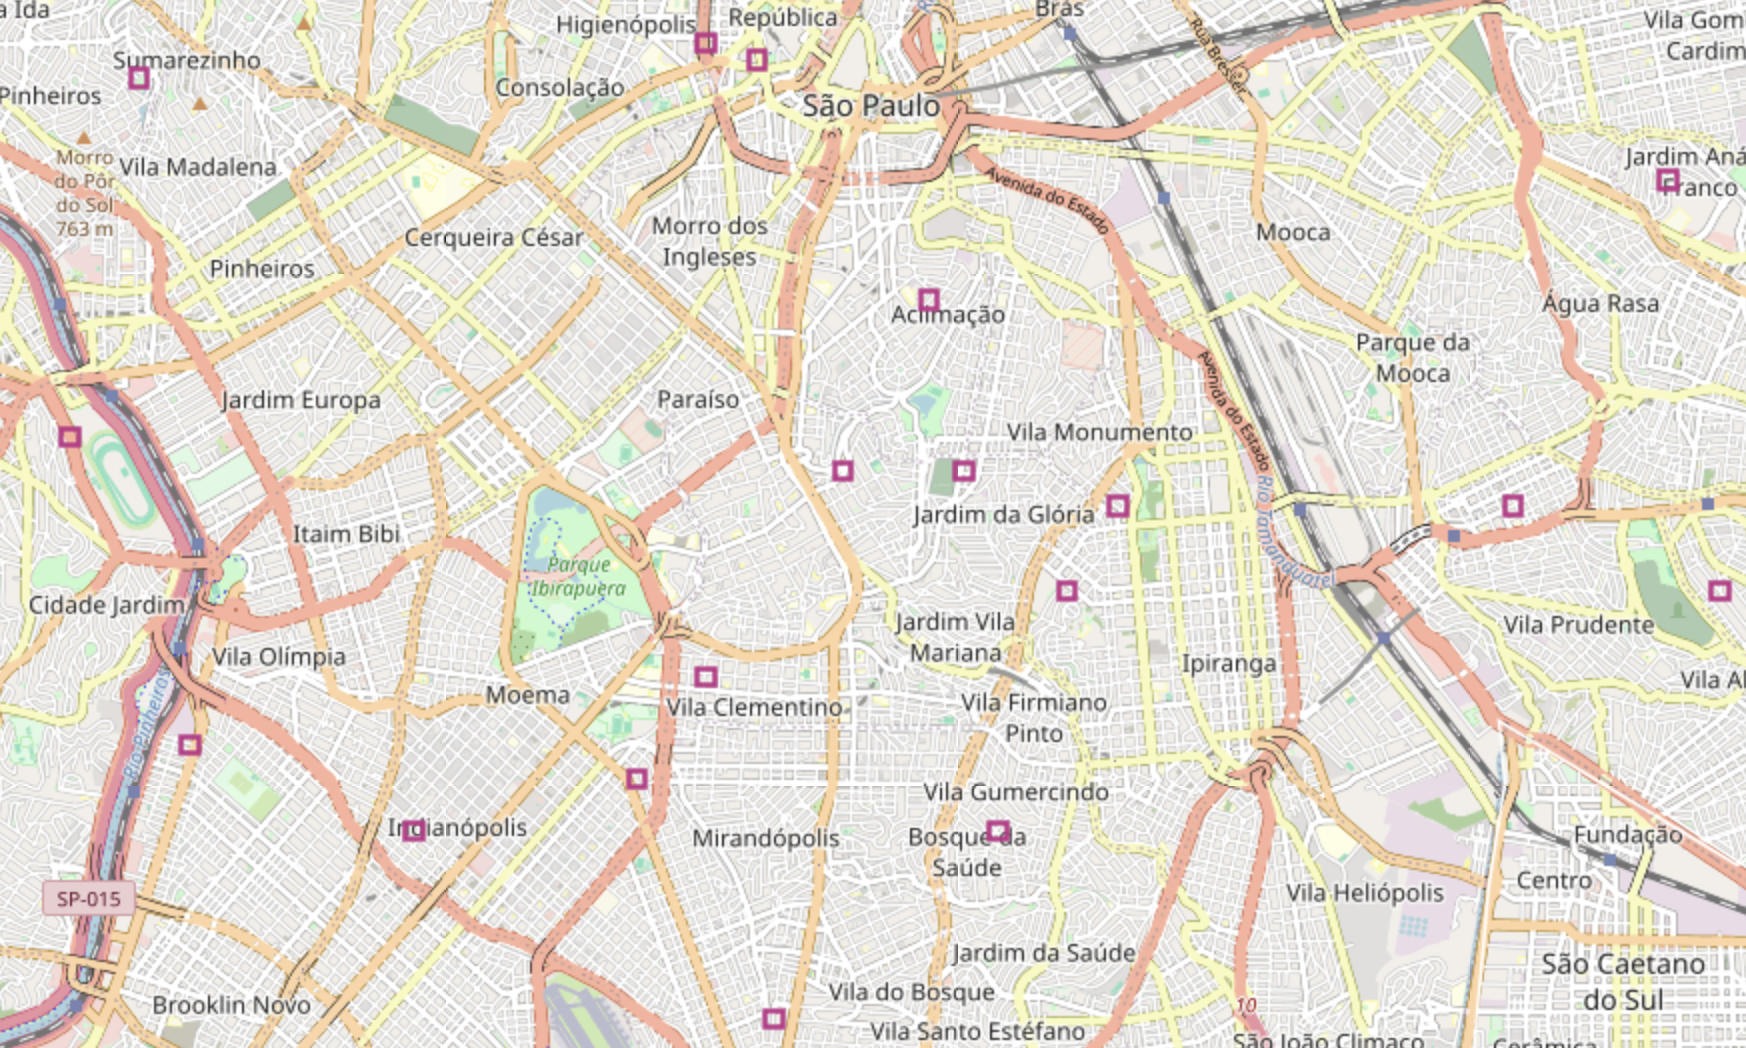 a Ida
Higienópolis
República
Brás
Vila Gom
Cardim
Sumarezinho
Rua Bresser
Consolação
Pinheiros
São Paulo
Morro
do Pôr
do Sol
763 m
Vila Madalena
Jardim Aná
Franco
Avenida do Estado
Morro dos
Ingleses
Cerqueira César
Mooca
Pinheiros
Água Rasa
Aclimação
Parque da
Mooca
Jardim Europa
Paraíso
Avenida do Estado
Vila Monumento
Jardim da Glória
Rio Tamanduateí
Itaim Bibi
Parque
Ibirapuera
Cidade Jardim
Jardim Vila
Mariana
Vila Prudente
Vila Olímpia
Ipiranga
Vila Al
Moema
Vila Clementino
Vila Firmiano
Pinto
Rio Pinheiros
Vila Gumercindo
Indianópolis
Mirandópolis
Bosque da
Saúde
Fundação
Centro
SP-015
Vila Heliópolis
Jardim da Saúde
São Caetano
do Sul
Brooklin Novo
Vila do Bosque
10
Vila Santo Estéfano
São João Climaco
Cerâmica